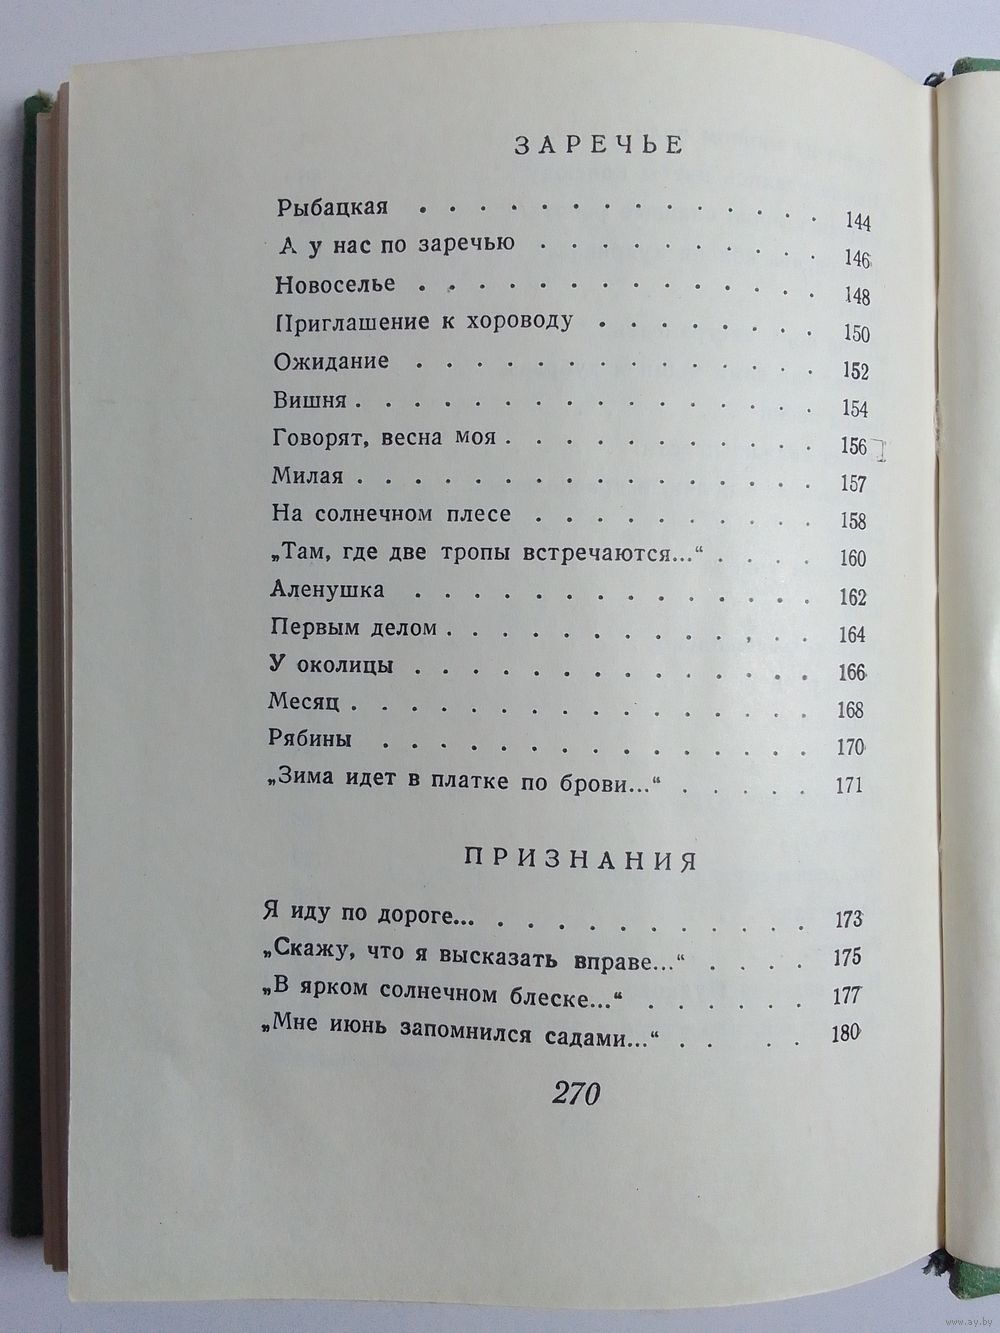 ЗАРЕЧЬЕ
Рыбацкая . . . . . . . . . . . . . . 144
А у нас по заречью . . . . . . . . . . 146
Новоселье . . . . . . . . . . . . . . 148
Приглашение к хороводу . . . . . . . . 150
Ожидание . . . . . . . . . . . . . . 152
Вишня . . . . . . . . . . . . . . . . 154
Говорят, весна моя . . . . . . . . . . . 156
Милая . . . . . . . . . . . . . . . . 157
На солнечном плесе . . . . . . . . . . 158
„Там, где две тропы встречаются...“ . . . . 160
Аленушка . . . . . . . . . . . . . . 162
Первым делом . . . . . . . . . . . . . 164
У околицы . . . . . . . . . . . . . . 166
Месяц . . . . . . . . . . . . . . . . 168
Рябины . . . . . . . . . . . . . . . 170
„Зима идет в платке по брови...“ . . . . . 171
ПРИЗНАНИЯ
Я иду по дороге... . . . . . . . . . . . 173
„Скажу, что я высказать вправе...“ . . . . 175
„В ярком солнечном блеске...“ . . . . . . 177
„Мне июнь запомнился садами...“ . . . . 180
270
www.ay.by